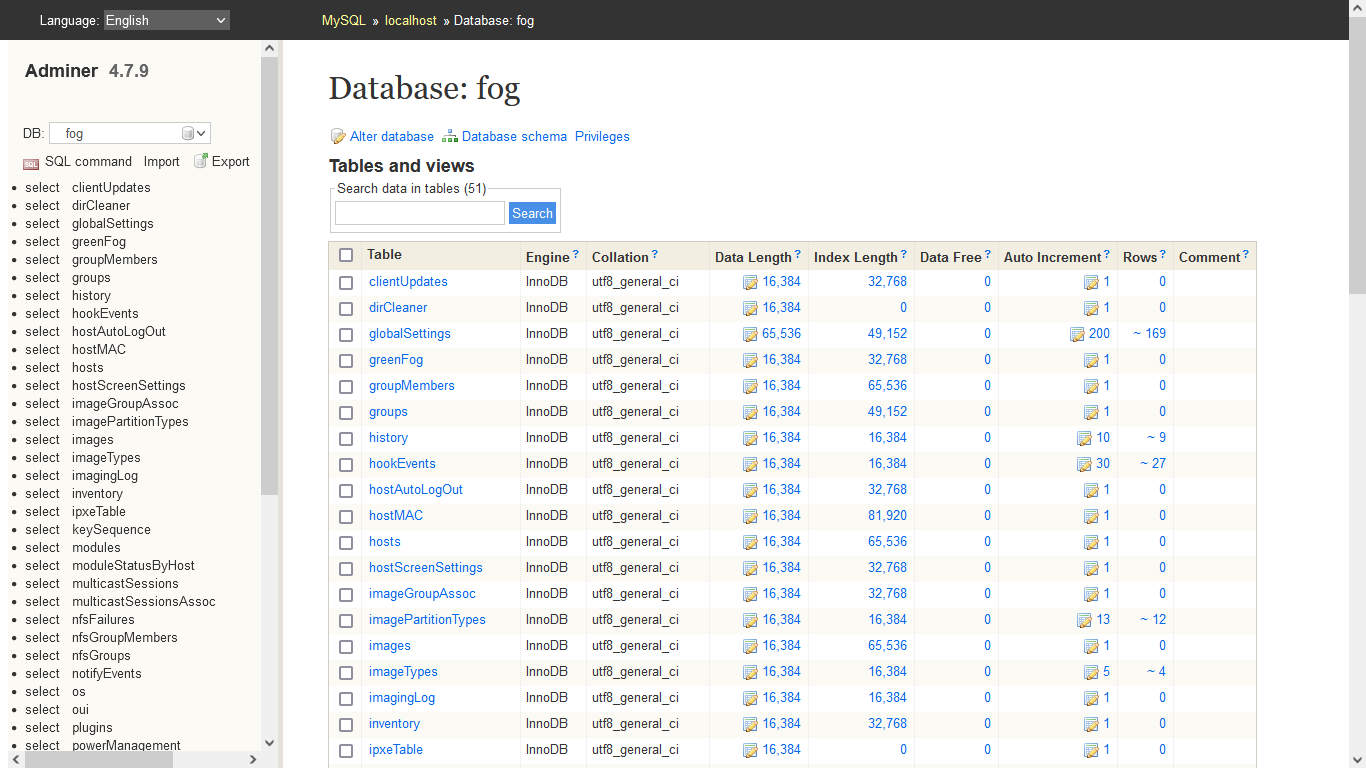 Language: English MySQL » localhost » Database: fog
Adminer 4.7.9
DB: fog
SQL command Import Export
select clientUpdates
select dirCleaner
select globalSettings
select greenFog
select groupMembers
select groups
select history
select hookEvents
select hostAutoLogOut
select hostMAC
select hosts
select hostScreenSettings
select imageGroupAssoc
select imagePartitionTypes
select images
select imageTypes
select imagingLog
select inventory
select ipxeTable
select keySequence
select modules
select moduleStatusByHost
select multicastSessions
select multicastSessionsAssoc
select nfsFailures
select nfsGroupMembers
select nfsGroups
select notifyEvents
select os
select oui
select plugins
select powerManagement
Database: fog
Alter database Database schema Privileges
Tables and views
Search data in tables (51)
Search
Table Engine? Collation? Data Length? Index Length? Data Free? Auto Increment? Rows? Comment?
clientUpdates InnoDB utf8_general_ci 16,384 32,768 0 1 0
dirCleaner InnoDB utf8_general_ci 16,384 0 0 1 0
globalSettings InnoDB utf8_general_ci 65,536 49,152 0 200 ~ 169
greenFog InnoDB utf8_general_ci 16,384 32,768 0 1 0
groupMembers InnoDB utf8_general_ci 16,384 65,536 0 1 0
groups InnoDB utf8_general_ci 16,384 49,152 0 1 0
history InnoDB utf8_general_ci 16,384 16,384 0 10 ~ 9
hookEvents InnoDB utf8_general_ci 16,384 16,384 0 30 ~ 27
hostAutoLogOut InnoDB utf8_general_ci 16,384 32,768 0 1 0
hostMAC InnoDB utf8_general_ci 16,384 81,920 0 1 0
hosts InnoDB utf8_general_ci 16,384 65,536 0 1 0
hostScreenSettings InnoDB utf8_general_ci 16,384 32,768 0 1 0
imageGroupAssoc InnoDB utf8_general_ci 16,384 32,768 0 1 0
imagePartitionTypes InnoDB utf8_general_ci 16,384 16,384 0 13 ~ 12
images InnoDB utf8_general_ci 16,384 65,536 0 1 0
imageTypes InnoDB utf8_general_ci 16,384 16,384 0 5 ~ 4
imagingLog InnoDB utf8_general_ci 16,384 16,384 0 1 0
inventory InnoDB utf8_general_ci 16,384 32,768 0 1 0
ipxeTable InnoDB utf8_general_ci 16,384 0 0 1 0